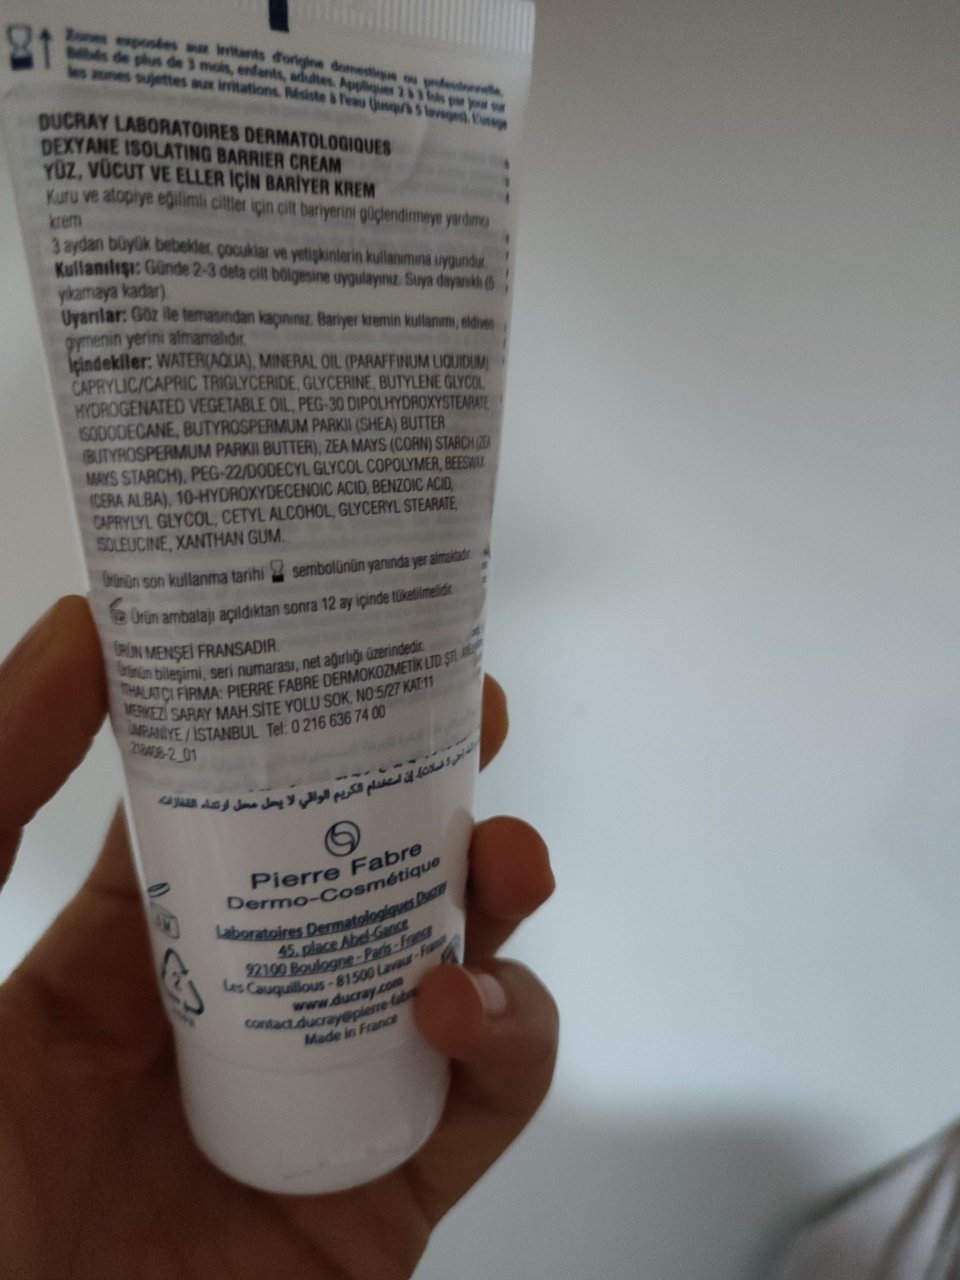 Zones exposées aux irritants d'origine domestique ou professionnelle.
Bébés de plus de 3 mois, enfants, adultes. Appliquer 2 à 3 fois par jour sur
les zones sujettes aux irritations. Résiste à l'eau (jusqu'à 5 lavages). L'usage
DUCRAY LABORATOIRES DERMATOLOGIQUES
DEXYANE ISOLATING BARRIER CREAM
YÜZ, VÜCUT VE ELLER İÇİN BARİYER KREM
Kuru ve atopiye eğilimli ciltler için cilt bariyerini güçlendirmeye yardımcı
krem
3 aydan büyük bebekler, çocuklar ve yetişkinlerin kullanımına uygundur.
Kullanılışı: Günde 2-3 defa cilt bölgesine uygulayınız. Suya dayanıklı (5
yıkamaya kadar).
Uyarılar: Göz ile temasından kaçınınız. Bariyer kremin kullanımı, eldiven
giymenin yerini almamalıdır.
İçindekiler: WATER(AQUA), MINERAL OIL (PARAFFINUM LIQUIDUM),
CAPRYLIC/CAPRIC TRIGLYCERIDE, GLYCERINE, BUTYLENE GLYCOL,
HYDROGENATED VEGETABLE OIL, PEG-30 DIPOLHYDROXYSTEARATE,
ISODODECANE, BUTYROSPERMUM PARKII (SHEA) BUTTER
(BUTYROSPERMUM PARKII BUTTER), ZEA MAYS (CORN) STARCH (ZEA
MAYS STARCH), PEG-22/DODECYL GLYCOL COPOLYMER, BEESWAX
(CERA ALBA), 10-HYDROXYDECENOIC ACID, BENZOIC ACID,
CAPRYLYL GLYCOL, CETYL ALCOHOL, GLYCERYL STEARATE,
ISOLEUCINE, XANTHAN GUM.
Ürünün son kullanma tarihi sembolünün yanında yer almaktadır.
Ürün ambalajı açıldıktan sonra 12 ay içinde tüketilmelidir.
ÜRÜN MENŞEİ FRANSADIR.
Ürünün bileşimi, seri numarası, net ağırlığı üzerindedir.
İTHALATÇI FİRMA: PIERRE FABRE DERMOKOZMETİK LTD. ŞTİ.
MERKEZİ SARAY MAH.SİTE YOLU SOK. NO:5/27 KAT:11
ÜMRANİYE / İSTANBUL Tel: 0 216 636 74 00
218408-2_01
إن استخدام الكريم الواقي لا يحل محل ارتداء القفازات.
Pierre Fabre
Dermo-Cosmétique
Laboratoires Dermatologiques Ducray
45, place Abel-Gance
92100 Boulogne - Paris - France
Les Cauquillous - 81500 Lavaur - France
www.ducray.com
contact.ducray@pierre-fabre
Made in France
2